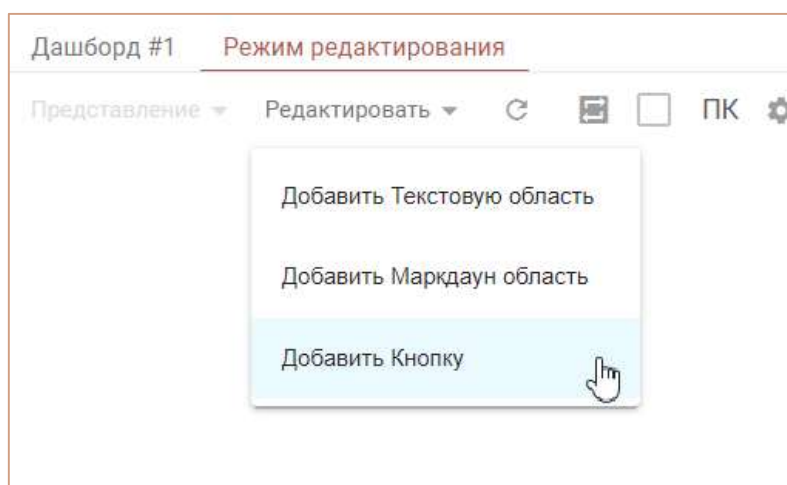 Дашборд #1 Режим редактирования
Представление Редактировать ПК
Добавить Текстовую область
Добавить Маркдаун область
Добавить Кнопку